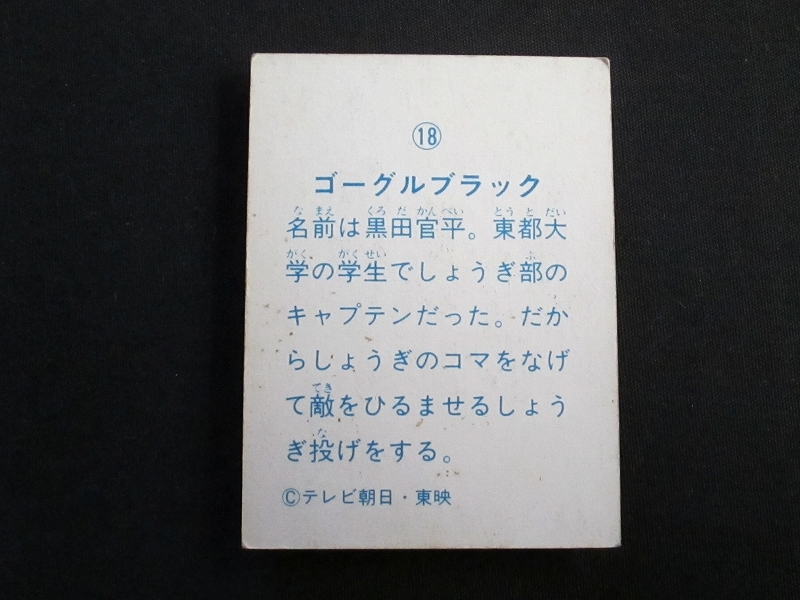 ⑱
ゴーグルブラック
名前は黒田官平。東都大
学の学生でしょうぎ部の
キャプテンだった。だか
らしょうぎのコマをなげ
て敵をひるませるしょう
ぎ投げをする。
©テレビ朝日・東映